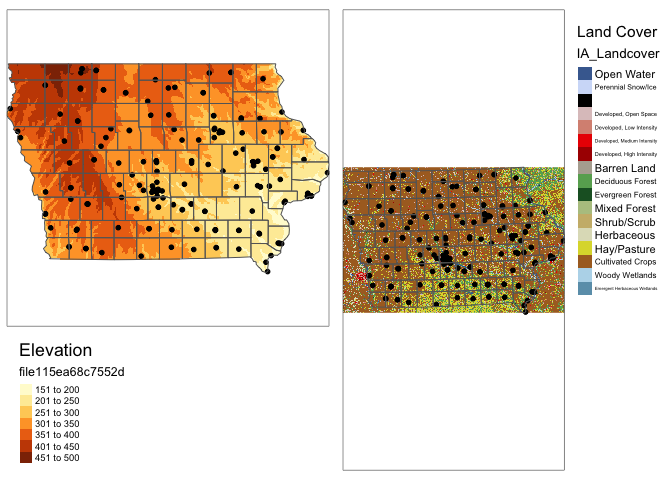 Elevation
file115ea68c7552d
151 to 200
201 to 250
251 to 300
301 to 350
351 to 400
401 to 450
451 to 500
Land Cover
IA_Landcover
Open Water
Perennial Snow/Ice
Developed, Open Space
Developed, Low Intensity
Developed, Medium Intensity
Developed, High Intensity
Barren Land
Deciduous Forest
Evergreen Forest
Mixed Forest
Shrub/Scrub
Herbaceous
Hay/Pasture
Cultivated Crops
Woody Wetlands
Emergent Herbaceous Wetlands